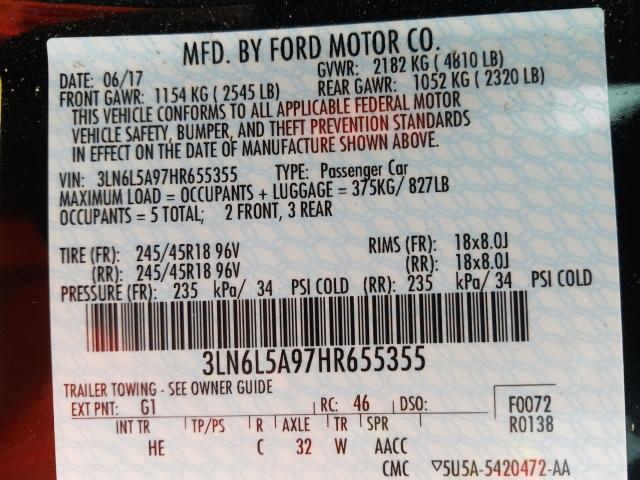 MFD. BY FORD MOTOR CO.
DATE: 06/17 GVWR: 2182 KG ( 4810 LB)
FRONT GAWR: 1154 KG ( 2545 LB) REAR GAWR: 1052 KG ( 2320 LB)
THIS VEHICLE CONFORMS TO ALL APPLICABLE FEDERAL MOTOR
VEHICLE SAFETY, BUMPER, AND THEFT PREVENTION STANDARDS
IN EFFECT ON THE DATE OF MANUFACTURE SHOWN ABOVE.
VIN: 3LN6L5A97HR655355 TYPE: Passenger Car
MAXIMUM LOAD = OCCUPANTS + LUGGAGE = 375KG/ 827LB
OCCUPANTS = 5 TOTAL; 2 FRONT, 3 REAR
TIRE (FR): 245/45R18 96V RIMS (FR): 18x8.0J
(RR): 245/45R18 96V (RR): 18x8.0J
PRESSURE (FR): 235 kPa/ 34 PSI COLD (RR): 235 kPa/ 34 PSI COLD
3LN6L5A97HR655355
TRAILER TOWING - SEE OWNER GUIDE
EXT PNT: G1 RC: 46 DSO: F0072
INT TR TP/PS R AXLE TR SPR R0138
HE C 32 W AACC
CMC ▽5U5A-5420472-AA